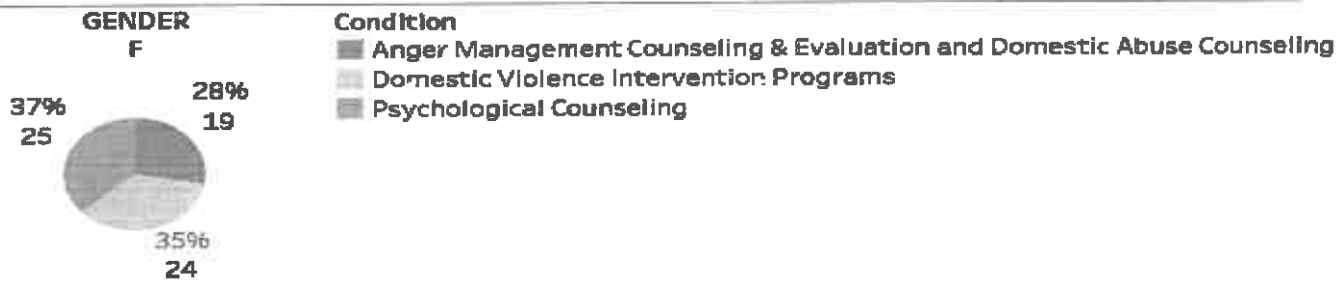 GENDER
F
Condition
Anger Management Counseling & Evaluation and Domestic Abuse Counseling
Domestic Violence Intervention Programs
Psychological Counseling
37%
25
28%
19
35%
24